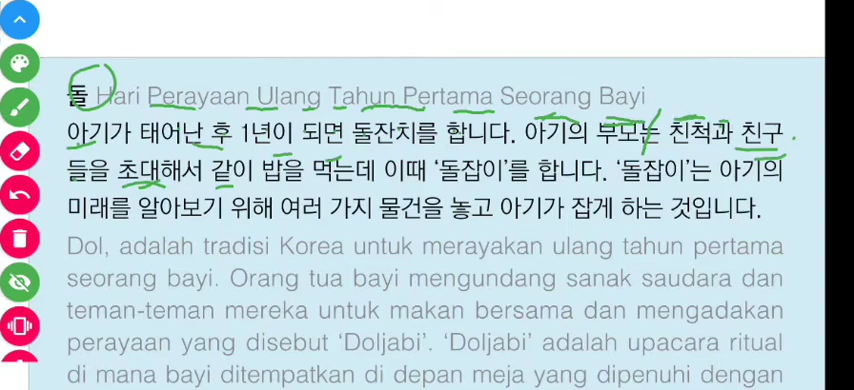 돌 Hari Perayaan Ulang Tahun Pertama Seorang Bayi
아기가 태어난 후 1년이 되면 돌잔치를 합니다. 아기의 부모는 친척과 친구
들을 초대해서 같이 밥을 먹는데 이때 ‘돌잡이’를 합니다. ‘돌잡이’는 아기의
미래를 알아보기 위해 여러 가지 물건을 놓고 아기가 잡게 하는 것입니다.
Dol, adalah tradisi Korea untuk merayakan ulang tahun pertama
seorang bayi. Orang tua bayi mengundang sanak saudara dan
teman-teman mereka untuk makan bersama dan mengadakan
perayaan yang disebut ‘Doljabi’. ‘Doljabi’ adalah upacara ritual
di mana bayi ditempatkan di depan meja yang dipenuhi dengan